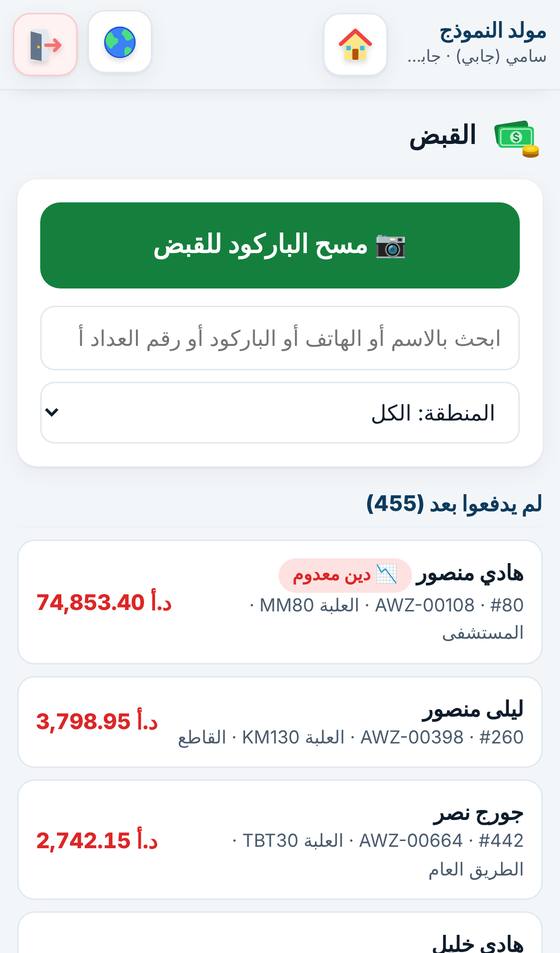 مولد النموذج
سامي (جابي) · جاب...
القبض
مسح الباركود للقبض
ابحث بالاسم أو الهاتف أو الباركود أو رقم العداد أ
المنطقة: الكل
لم يدفعوا بعد (455)
هادي منصور دين معدوم
#80 · AWZ-00108 · العلبة MM80 ·
المستشفى
74,853.40 د.أ
ليلى منصور
#260 · AWZ-00398 · العلبة KM130 · القاطع
3,798.95 د.أ
جورج نصر
#442 · AWZ-00664 · العلبة TBT30 ·
الطريق العام
2,742.15 د.أ
هادي خليل